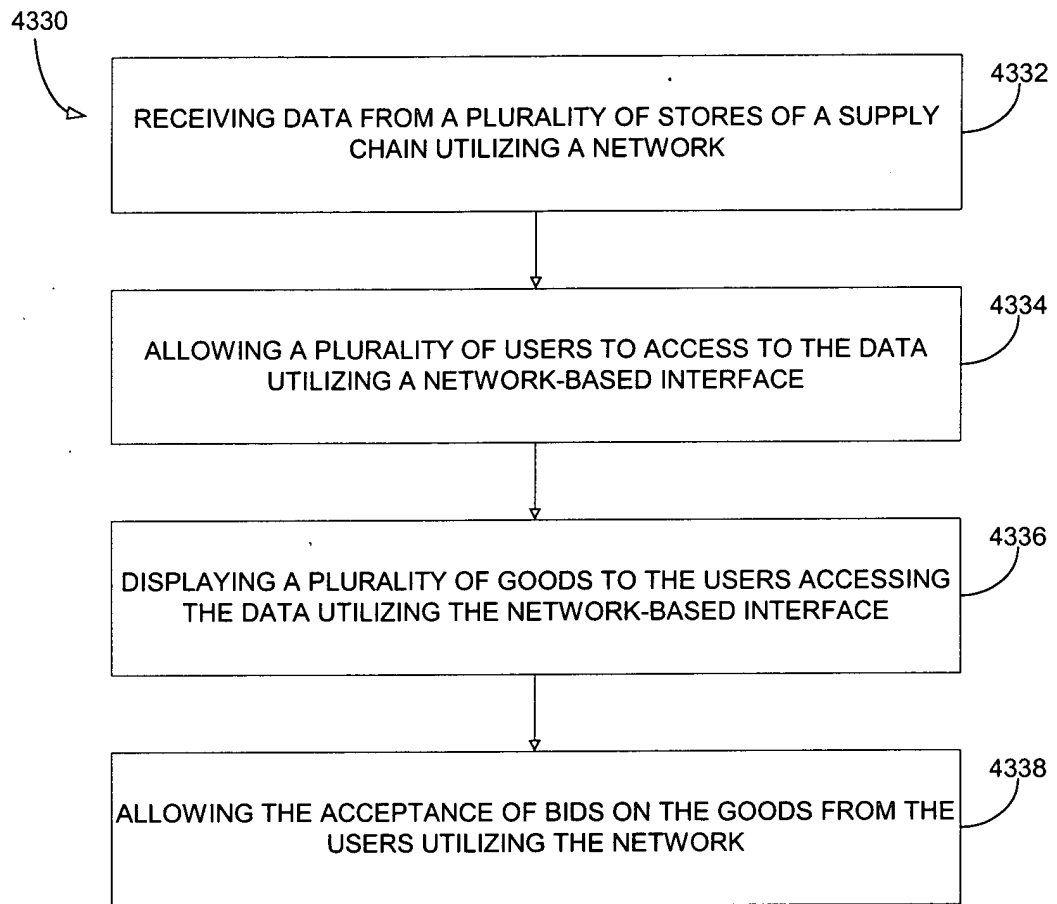 4330
4332
RECEIVING DATA FROM A PLURALITY OF STORES OF A SUPPLY
CHAIN UTILIZING A NETWORK
4334
ALLOWING A PLURALITY OF USERS TO ACCESS TO THE DATA
UTILIZING A NETWORK-BASED INTERFACE
4336
DISPLAYING A PLURALITY OF GOODS TO THE USERS ACCESSING
THE DATA UTILIZING THE NETWORK-BASED INTERFACE
4338
ALLOWING THE ACCEPTANCE OF BIDS ON THE GOODS FROM THE
USERS UTILIZING THE NETWORK